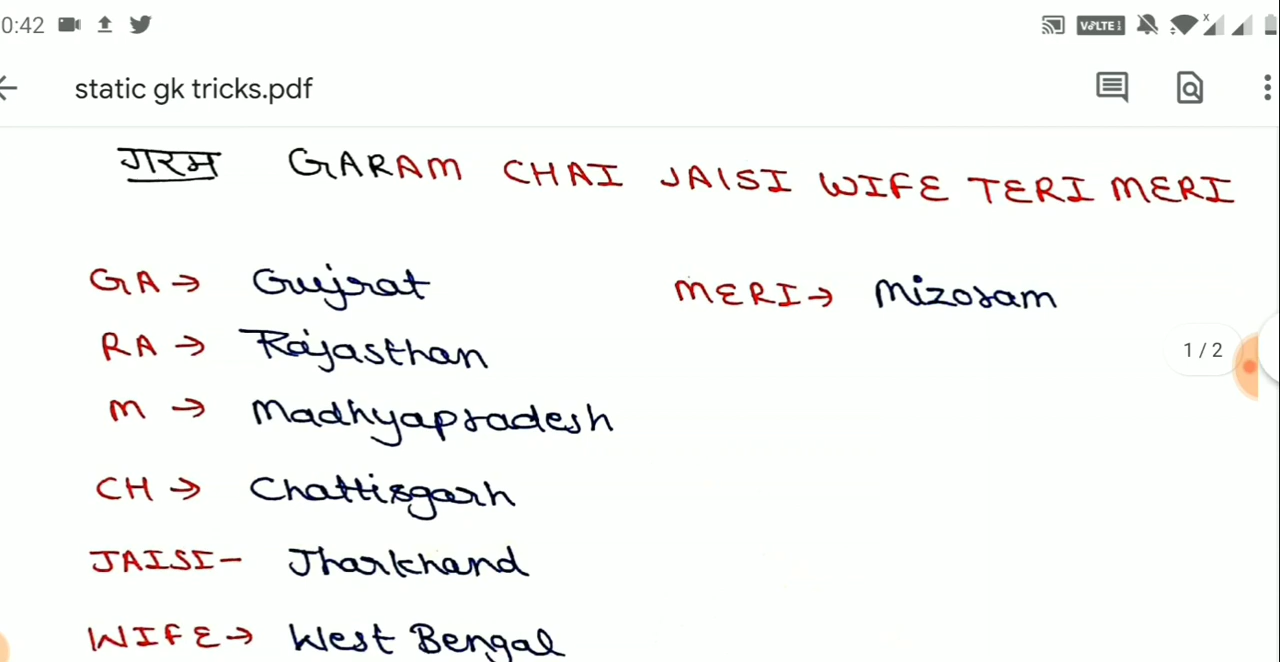 0:42 VoLTE
static gk tricks.pdf
गरम GARAM CHAI JAISI WIFE TERI MERI
GA → Gujrat
MERI → Mizoram
RA → Rajasthan
M → Madhyapradesh
CH → Chattisgarh
JAISI - Jharkhand
WIFE → West Bengal
1 / 2